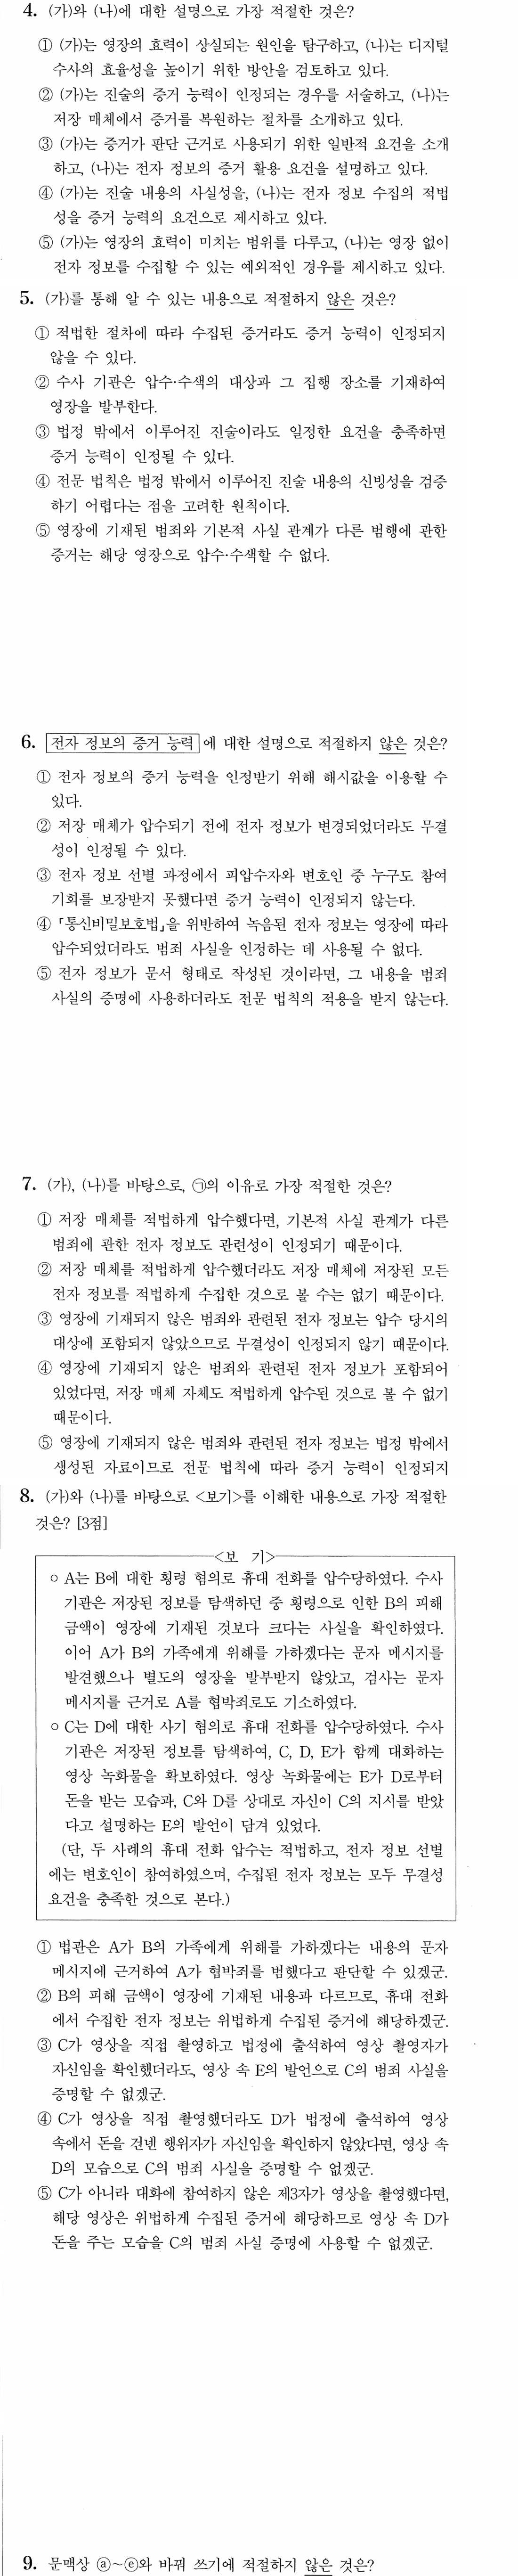 4. (가)와 (나)에 대한 설명으로 가장 적절한 것은?
① (가)는 영장의 효력이 상실되는 원인을 탐구하고, (나)는 디지털
수사의 효율성을 높이기 위한 방안을 검토하고 있다.
② (가)는 진술의 증거 능력이 인정되는 경우를 서술하고, (나)는
저장 매체에서 증거를 복원하는 절차를 소개하고 있다.
③ (가)는 증거가 판단 근거로 사용되기 위한 일반적 요건을 소개
하고, (나)는 전자 정보의 증거 활용 요건을 설명하고 있다.
④ (가)는 진술 내용의 사실성을, (나)는 전자 정보 수집의 적법
성을 증거 능력의 요건으로 제시하고 있다.
⑤ (가)는 영장의 효력이 미치는 범위를 다루고, (나)는 영장 없이
전자 정보를 수집할 수 있는 예외적인 경우를 제시하고 있다.
5. (가)를 통해 알 수 있는 내용으로 적절하지 않은 것은?
① 적법한 절차에 따라 수집된 증거라도 증거 능력이 인정되지
않을 수 있다.
② 수사 기관은 압수·수색의 대상과 그 집행 장소를 기재하여
영장을 발부한다.
③ 법정 밖에서 이루어진 진술이라도 일정한 요건을 충족하면
증거 능력이 인정될 수 있다.
④ 전문 법칙은 법정 밖에서 이루어진 진술 내용의 신빙성을 검증
하기 어렵다는 점을 고려한 원칙이다.
⑤ 영장에 기재된 범죄와 기본적 사실 관계가 다른 범행에 관한
증거는 해당 영장으로 압수·수색할 수 없다.
6. 전자 정보의 증거 능력에 대한 설명으로 적절하지 않은 것은?
① 전자 정보의 증거 능력을 인정받기 위해 해시값을 이용할 수
있다.
② 저장 매체가 압수되기 전에 전자 정보가 변경되었더라도 무결
성이 인정될 수 있다.
③ 전자 정보 선별 과정에서 피압수자와 변호인 중 누구도 참여
기회를 보장받지 못했다면 증거 능력이 인정되지 않는다.
④ 「통신비밀보호법」을 위반하여 녹음된 전자 정보는 영장에 따라
압수되었더라도 범죄 사실을 인정하는 데 사용될 수 없다.
⑤ 전자 정보가 문서 형태로 작성된 것이라면, 그 내용을 범죄
사실의 증명에 사용하더라도 전문 법칙의 적용을 받지 않는다.
7. (가), (나)를 바탕으로, ㉠의 이유로 가장 적절한 것은?
① 저장 매체를 적법하게 압수했다면, 기본적 사실 관계가 다른
범죄에 관한 전자 정보도 관련성이 인정되기 때문이다.
② 저장 매체를 적법하게 압수했더라도 저장 매체에 저장된 모든
전자 정보를 적법하게 수집한 것으로 볼 수는 없기 때문이다.
③ 영장에 기재되지 않은 범죄와 관련된 전자 정보는 압수 당시의
대상에 포함되지 않았으므로 무결성이 인정되지 않기 때문이다.
④ 영장에 기재되지 않은 범죄와 관련된 전자 정보가 포함되어
있었다면, 저장 매체 자체도 적법하게 압수된 것으로 볼 수 없기
때문이다.
⑤ 영장에 기재되지 않은 범죄와 관련된 전자 정보는 법정 밖에서
생성된 자료이므로 전문 법칙에 따라 증거 능력이 인정되지
8. (가)와 (나)를 바탕으로 <보기>를 이해한 내용으로 가장 적절한
것은? [3점]
<보 기>
○ A는 B에 대한 횡령 혐의로 휴대 전화를 압수당하였다. 수사
기관은 저장된 정보를 탐색하던 중 횡령으로 인한 B의 피해
금액이 영장에 기재된 것보다 크다는 사실을 확인하였다.
이어 A가 B의 가족에게 위해를 가하겠다는 문자 메시지를
발견했으나 별도의 영장을 발부받지 않았고, 검사는 문자
메시지를 근거로 A를 협박죄로도 기소하였다.
○ C는 D에 대한 사기 혐의로 휴대 전화를 압수당하였다. 수사
기관은 저장된 정보를 탐색하여, C, D, E가 함께 대화하는
영상 녹화물을 확보하였다. 영상 녹화물에는 E가 D로부터
돈을 받는 모습과, C와 D를 상대로 자신이 C의 지시를 받았
다고 설명하는 E의 발언이 담겨 있었다.
(단, 두 사례의 휴대 전화 압수는 적법하고, 전자 정보 선별
에는 변호인이 참여하였으며, 수집된 전자 정보는 모두 무결성
요건을 충족한 것으로 본다.)
① 법관은 A가 B의 가족에게 위해를 가하겠다는 내용의 문자
메시지에 근거하여 A가 협박죄를 범했다고 판단할 수 있겠군.
② B의 피해 금액이 영장에 기재된 내용과 다르므로, 휴대 전화
에서 수집한 전자 정보는 위법하게 수집된 증거에 해당하겠군.
③ C가 영상을 직접 촬영하고 법정에 출석하여 영상 촬영자가
자신임을 확인했더라도, 영상 속 E의 발언으로 C의 범죄 사실을
증명할 수 없겠군.
④ C가 영상을 직접 촬영했더라도 D가 법정에 출석하여 영상
속에서 돈을 건넨 행위자가 자신임을 확인하지 않았다면, 영상 속
D의 모습으로 C의 범죄 사실을 증명할 수 없겠군.
⑤ C가 아니라 대화에 참여하지 않은 제3자가 영상을 촬영했다면,
해당 영상은 위법하게 수집된 증거에 해당하므로 영상 속 D가
돈을 주는 모습을 C의 범죄 사실 증명에 사용할 수 없겠군.
9. 문맥상 ⓐ~ⓔ와 바꿔 쓰기에 적절하지 않은 것은?